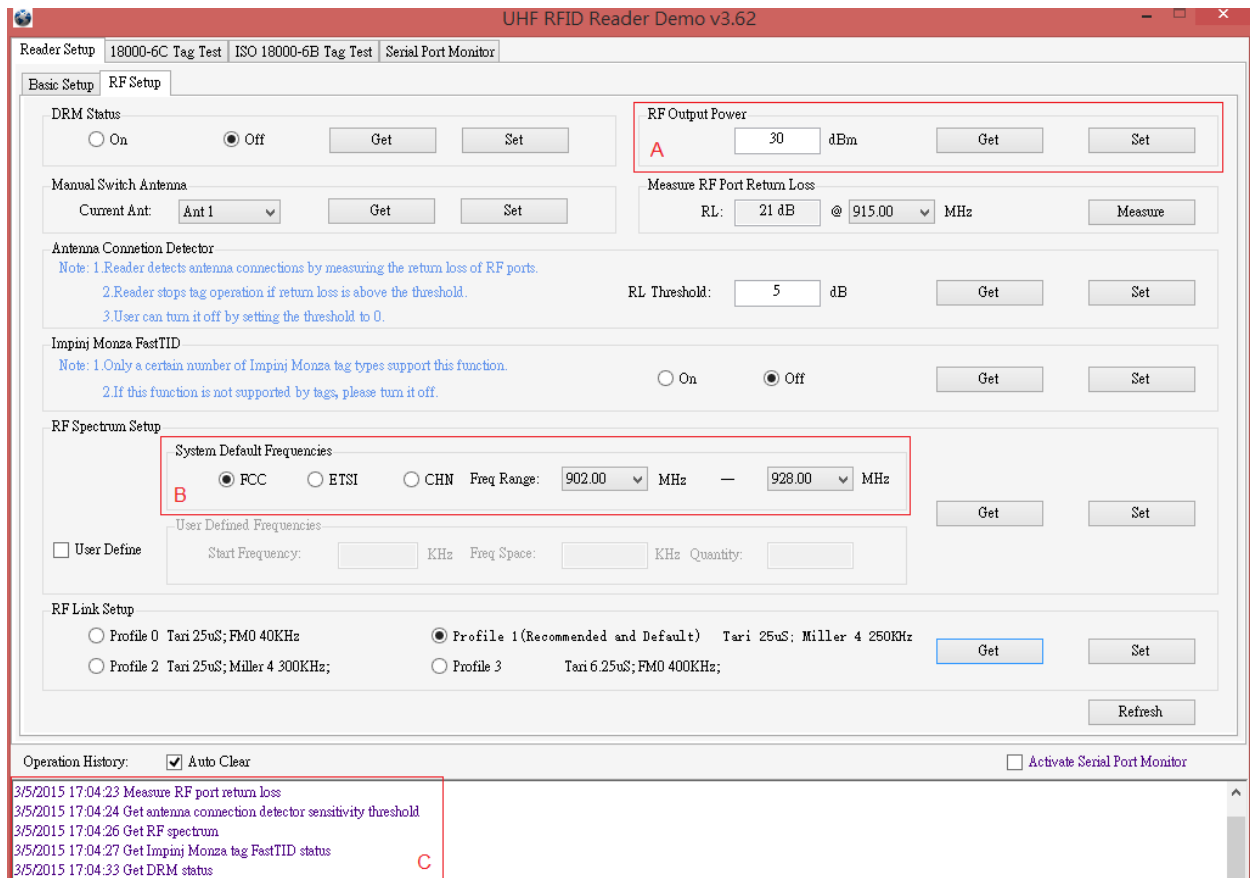 UHF RFID Reader Demo v3.62
Reader Setup 18000-6C Tag Test ISO 18000-6B Tag Test Serial Port Monitor
Basic Setup RF Setup
DRM Status
On Off Get Set
RF Output Power
A 30 dBm Get Set
Manual Switch Antenna
Current Ant: Ant 1 Get Set
Measure RF Port Return Loss
RL: 21 dB @ 915.00 MHz Measure
Antenna Connetion Detector
Note: 1.Reader detects antenna connections by measuring the return loss of RF ports.
2.Reader stops tag operation if return loss is above the threshold.
3.User can turn it off by setting the threshold to 0.
RL Threshold: 5 dB Get Set
Impinj Monza FastTID
Note: 1.Only a certain number of Impinj Monza tag types support this function.
2.If this function is not supported by tags, please turn it off.
On Off Get Set
RF Spectrum Setup
System Default Frequencies
B FCC ETSI CHN Freq Range: 902.00 MHz — 928.00 MHz
Get Set
User Defined Frequencies
User Define Start Frequency: KHz Freq Space: KHz Quantity:
RF Link Setup
Profile 0 Tari 25uS; FM0 40KHz Profile 1(Recommended and Default) Tari 25uS; Miller 4 250KHz
Profile 2 Tari 25uS; Miller 4 300KHz; Profile 3 Tari 6.25uS; FM0 400KHz;
Get Set
Refresh
Operation History: Auto Clear Activate Serial Port Monitor
3/5/2015 17:04:23 Measure RF port return loss
3/5/2015 17:04:24 Get antenna connection detector sensitivity threshold
3/5/2015 17:04:26 Get RF spectrum
3/5/2015 17:04:27 Get Impinj Monza tag FastTID status
3/5/2015 17:04:33 Get DRM status
C